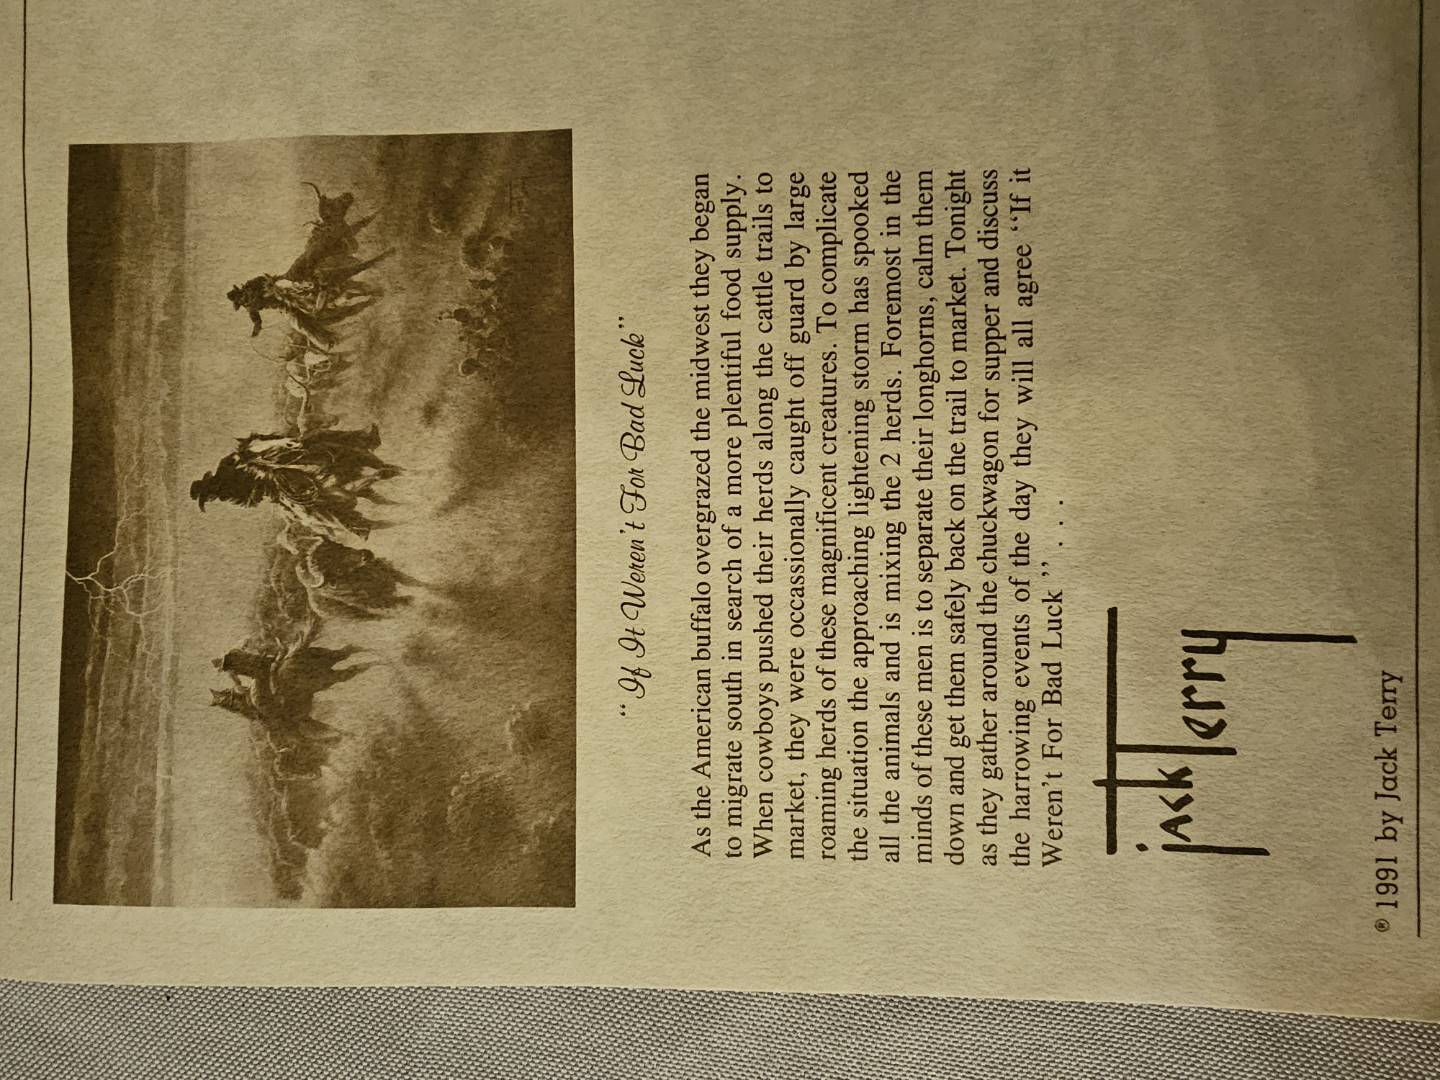 “If It Weren’t For Bad Luck”
As the American buffalo overgrazed the midwest they began
to migrate south in search of a more plentiful food supply.
When cowboys pushed their herds along the cattle trails to
market, they were occassionally caught off guard by large
roaming herds of these magnificent creatures. To complicate
the situation the approaching lightening storm has spooked
all the animals and is mixing the 2 herds. Foremost in the
minds of these men is to separate their longhorns, calm them
down and get them safely back on the trail to market. Tonight
as they gather around the chuckwagon for supper and discuss
the harrowing events of the day they will all agree “If it
Weren’t For Bad Luck”. . . .
jack Terry
® 1991 by Jack Terry